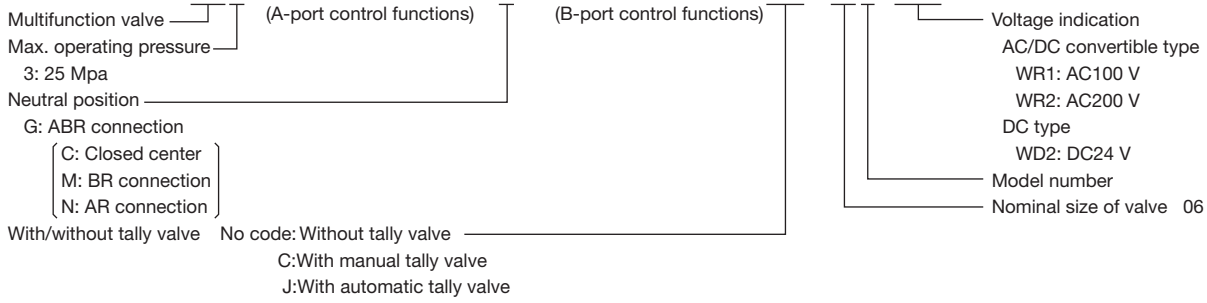 Multifunction valve
(A-port control functions)
(B-port control functions)
Max. operating pressure
3: 25 Mpa
Neutral position
G: ABR connection
C: Closed center
M: BR connection
N: AR connection
With/without tally valve No code: Without tally valve
C:With manual tally valve
J:With automatic tally valve
Voltage indication
AC/DC convertible type
WR1: AC100 V
WR2: AC200 V
DC type
WD2: DC24 V
Model number
Nominal size of valve 06